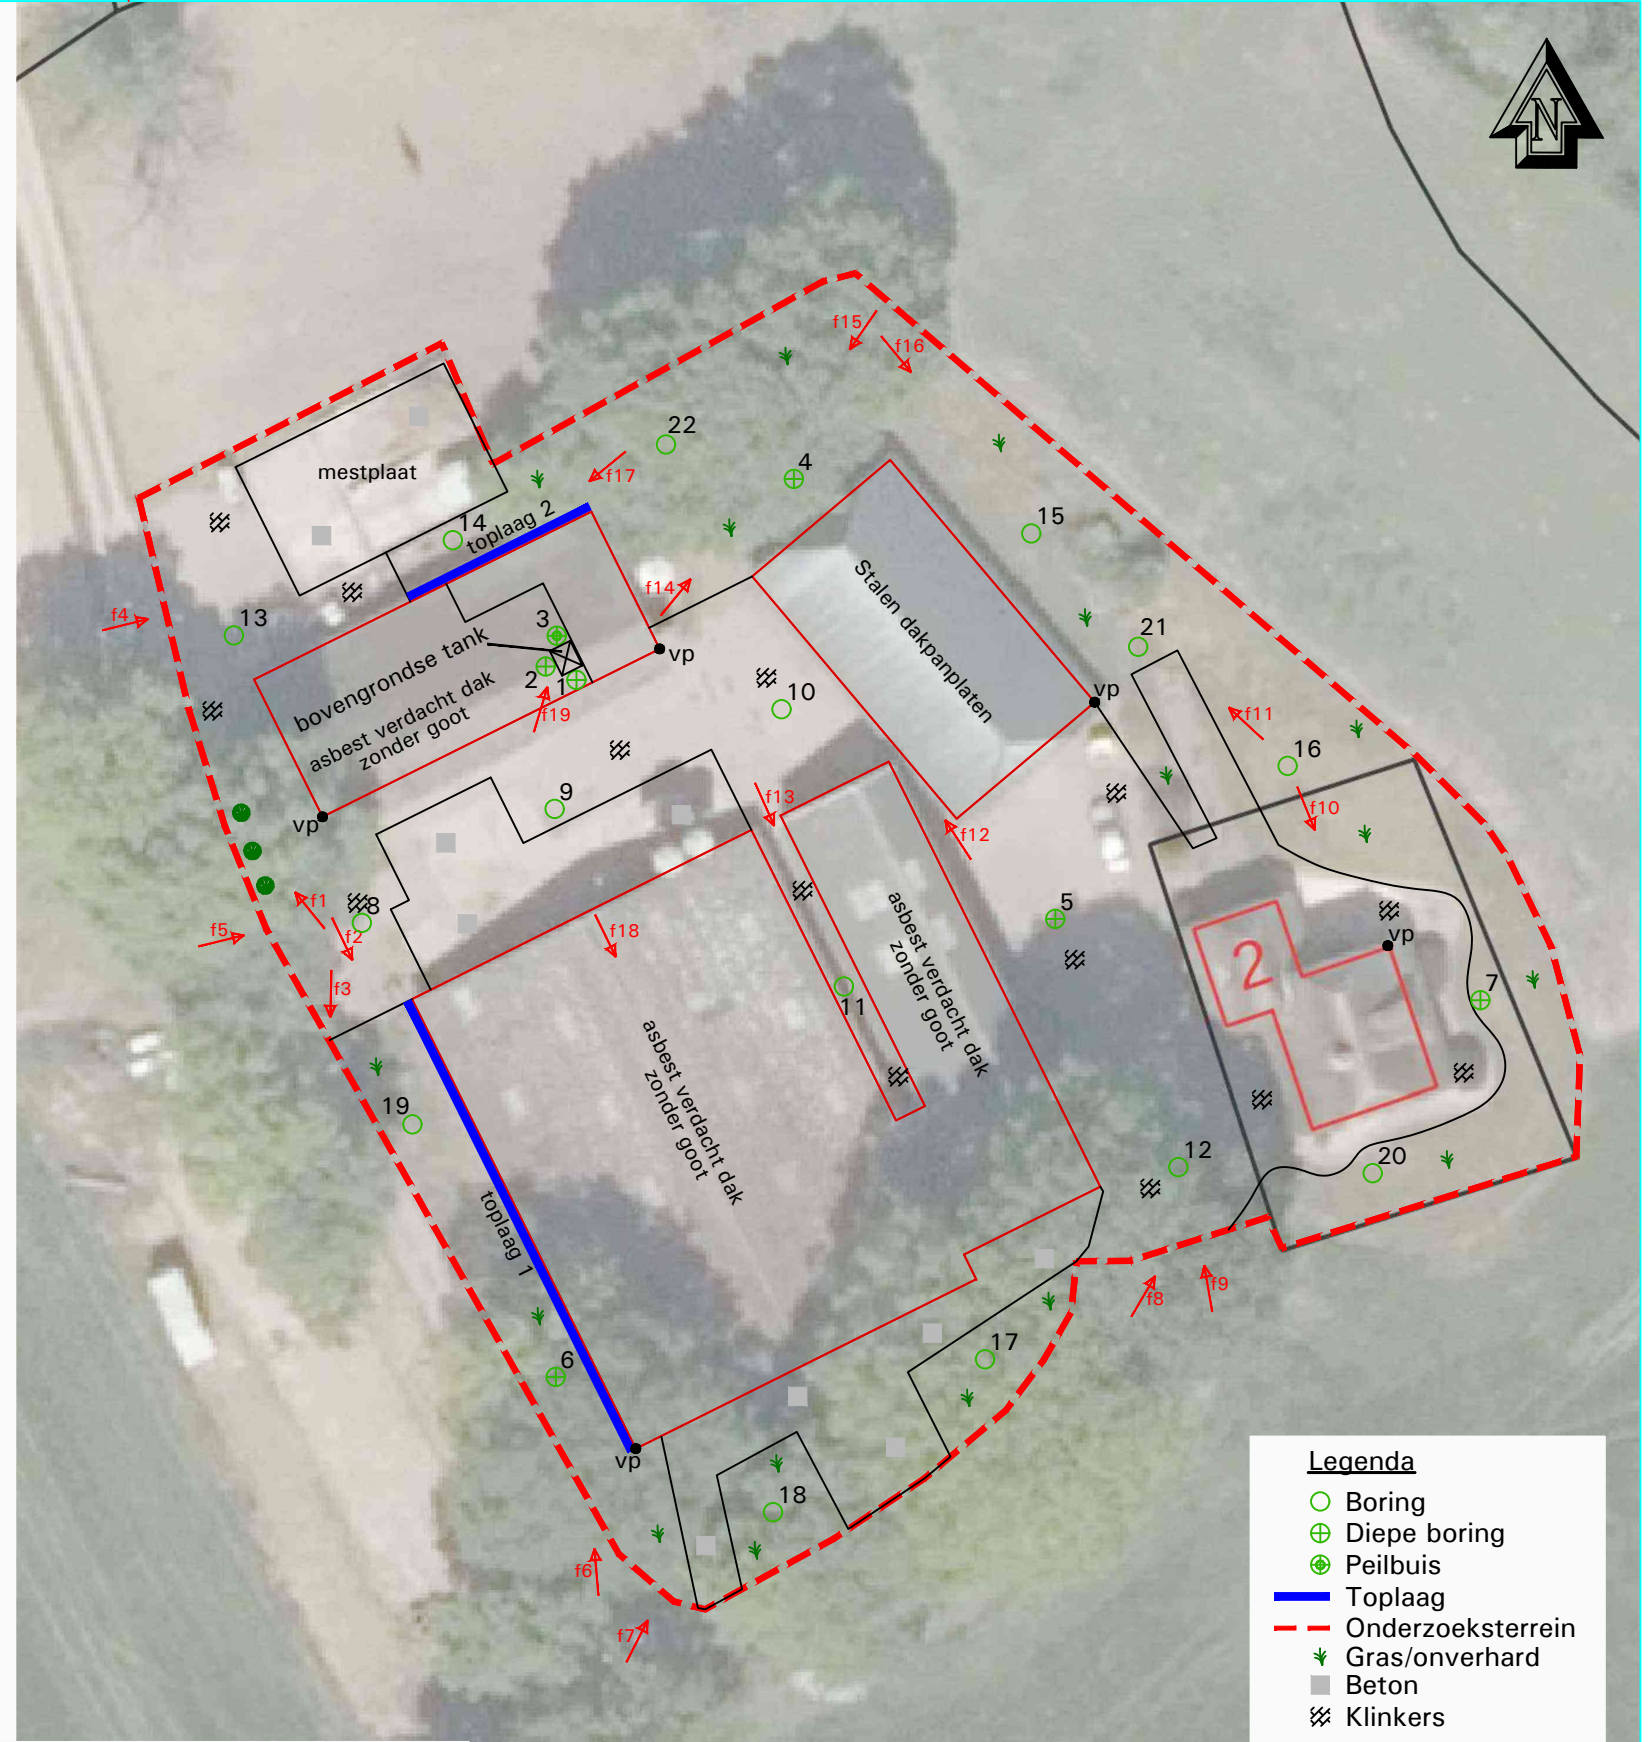 N
f15
f16
22
f17
4
mestplaat
14
toplaag 2
15
f14
Stalen dakpanplaten
f4
13
3
21
vp
bovengrondse tank
2
1
vp
asbest verdacht dak
zonder goot
f19
10
f11
16
9
f13
f10
vp
f12
f1
8
f2
f5
f18
5
asbest verdacht dak
zonder goot
2
vp
f3
11
7
asbest verdacht dak
zonder goot
19
12
20
toplaag 1
f8
f9
17
6
vp
18
f6
f7
Legenda
Boring
Diepe boring
Peilbuis
Toplaag
Onderzoeksterrein
Gras/onverhard
Beton
Klinkers